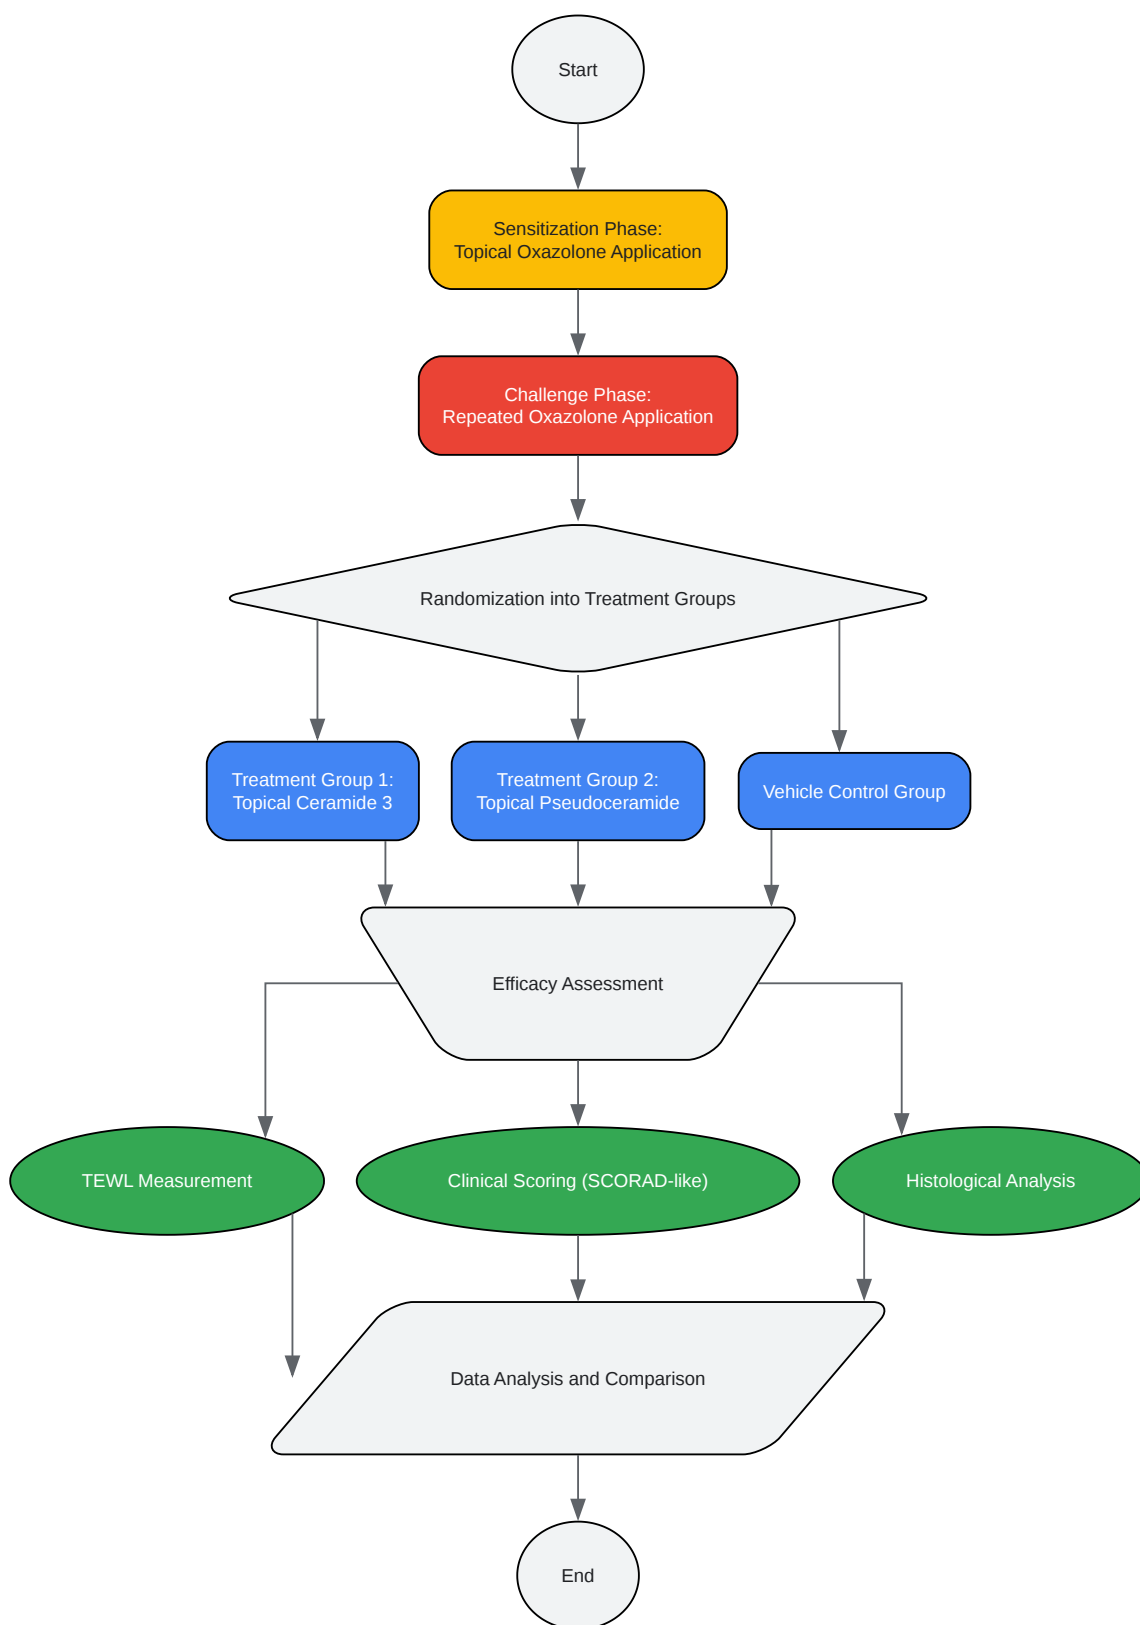 Start
Sensitization Phase:
Topical Oxazolone Application
Challenge Phase:
Repeated Oxazolone Application
Randomization into Treatment Groups
Treatment Group 1:
Topical Ceramide 3
Treatment Group 2:
Topical Pseudoceramide
Vehicle Control Group
Efficacy Assessment
TEWL Measurement
Clinical Scoring (SCORAD-like)
Histological Analysis
Data Analysis and Comparison
End